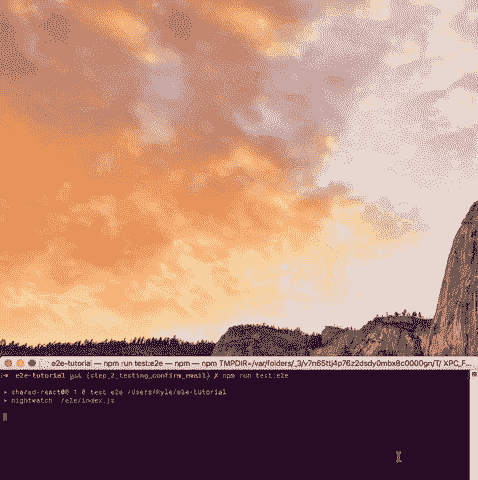 e2e-tutorial — npm run test:e2e — npm — npm TMPDIR=/var/folders/_3/v7n65ttj4p76z2dsdy0mbx8c0000gn/T/ XPC_F...
➜ e2e-tutorial git (step_2_testing_confirm_email) ✗ npm run test:e2e
> shared-react@0.1.0 test:e2e /Users/Kyle/e2e-tutorial
> nightwatch ./e2e/index.js